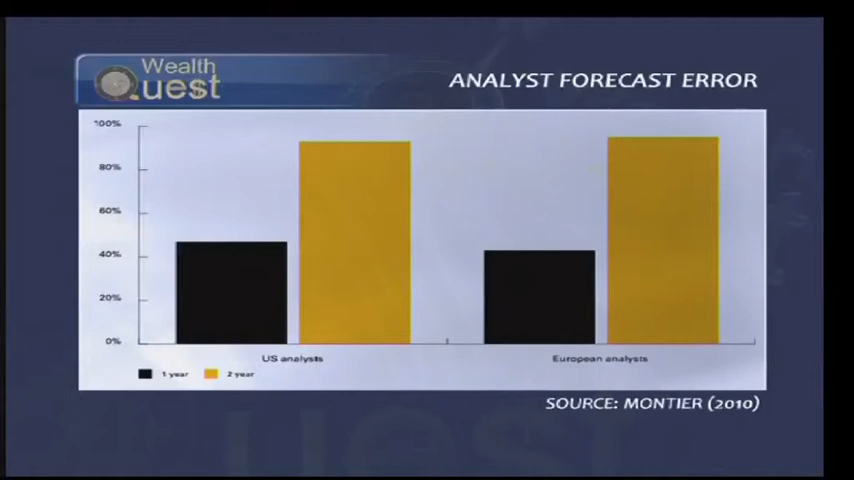 Wealth
Quest
ANALYST FORECAST ERROR
100%
80%
60%
40%
20%
0%
US analysts
European analysts
1 year
2 year
SOURCE: MONTIER (2010)
uest